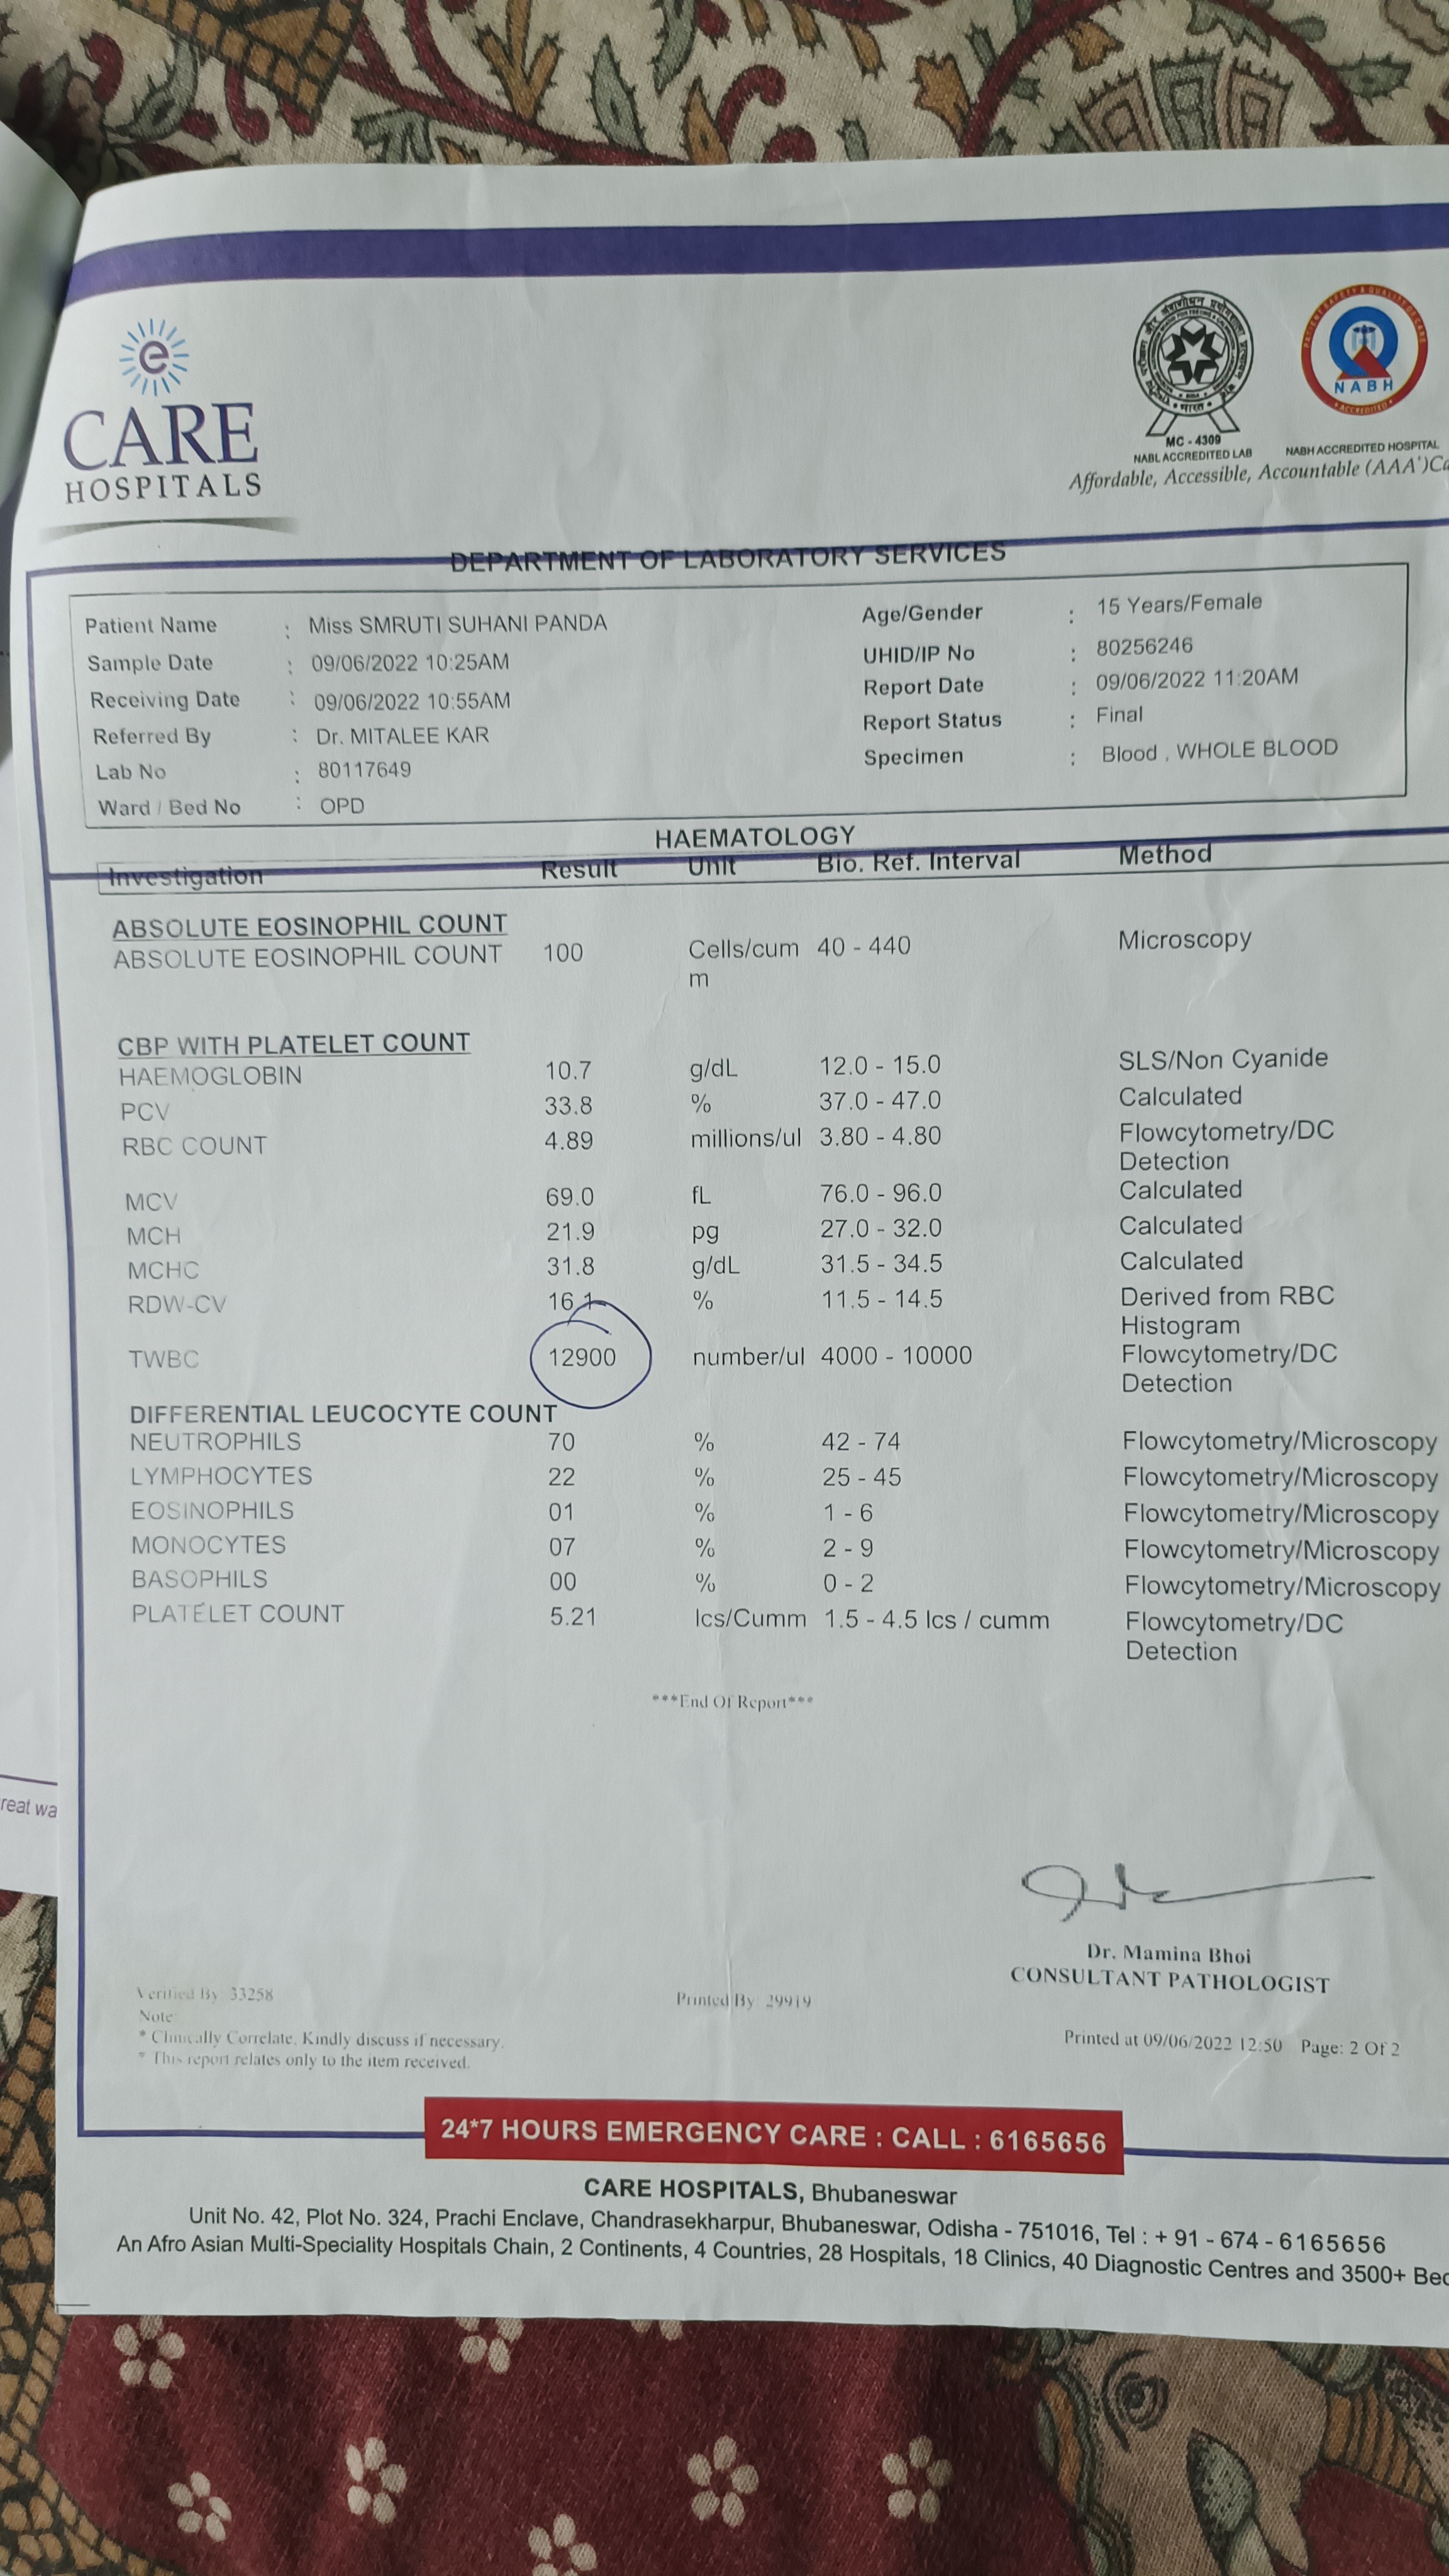 e
CARE
HOSPITALS
MC - 4309
NABL ACCREDITED LAB
NABH
ACCREDITED
NABH ACCREDITED HOSPITAL
Affordable, Accessible, Accountable (AAA+)Ca
DEPARTMENT OF LABORATORY SERVICES
Patient Name : Miss SMRUTI SUHANI PANDA
Age/Gender : 15 Years/Female
Sample Date : 09/06/2022 10:25AM
UHID/IP No : 80256246
Receiving Date : 09/06/2022 10:55AM
Report Date : 09/06/2022 11:20AM
Referred By : Dr. MITALEE KAR
Report Status : Final
Lab No : 80117649
Specimen : Blood , WHOLE BLOOD
Ward / Bed No : OPD
HAEMATOLOGY
Investigation Result Unit Bio. Ref. Interval Method
ABSOLUTE EOSINOPHIL COUNT
ABSOLUTE EOSINOPHIL COUNT 100 Cells/cum 40 - 440 Microscopy
m
CBP WITH PLATELET COUNT
HAEMOGLOBIN 10.7 g/dL 12.0 - 15.0 SLS/Non Cyanide
PCV 33.8 % 37.0 - 47.0 Calculated
RBC COUNT 4.89 millions/ul 3.80 - 4.80 Flowcytometry/DC
Detection
MCV 69.0 fL 76.0 - 96.0 Calculated
MCH 21.9 pg 27.0 - 32.0 Calculated
MCHC 31.8 g/dL 31.5 - 34.5 Calculated
RDW-CV 16.1 % 11.5 - 14.5 Derived from RBC
Histogram
TWBC 12900 number/ul 4000 - 10000 Flowcytometry/DC
Detection
DIFFERENTIAL LEUCOCYTE COUNT
NEUTROPHILS 70 % 42 - 74 Flowcytometry/Microscopy
LYMPHOCYTES 22 % 25 - 45 Flowcytometry/Microscopy
EOSINOPHILS 01 % 1 - 6 Flowcytometry/Microscopy
MONOCYTES 07 % 2 - 9 Flowcytometry/Microscopy
BASOPHILS 00 % 0 - 2 Flowcytometry/Microscopy
PLATELET COUNT 5.21 lcs/Cumm 1.5 - 4.5 lcs / cumm Flowcytometry/DC
Detection
***End Of Report***
reat wa
Dr. Mamina Bhoi
CONSULTANT PATHOLOGIST
Verified By 33258
Printed By 29919
Note
* Clinically Correlate. Kindly discuss if necessary.
* This report relates only to the item received.
Printed at 09/06/2022 12:50 Page: 2 Of 2
24*7 HOURS EMERGENCY CARE : CALL : 6165656
CARE HOSPITALS, Bhubaneswar
Unit No. 42, Plot No. 324, Prachi Enclave, Chandrasekharpur, Bhubaneswar, Odisha - 751016, Tel : + 91 - 674 - 6165656
An Afro Asian Multi-Speciality Hospitals Chain, 2 Continents, 4 Countries, 28 Hospitals, 18 Clinics, 40 Diagnostic Centres and 3500+ Bed